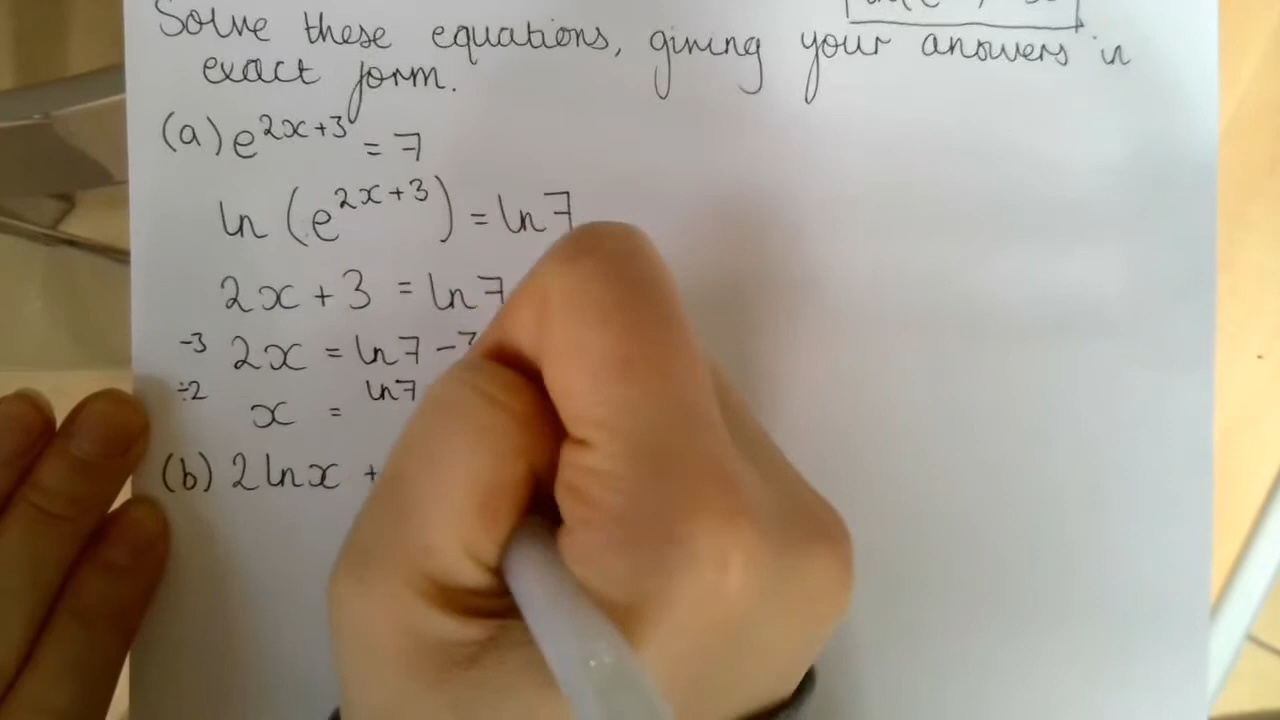 Solve these equations, giving your answers in
exact form.
(a) e^{2x+3} = 7
ln (e^{2x+3}) = ln 7
2x + 3 = ln 7
-3 2x = ln 7 -
÷2 x = ln 7
(b) 2 ln x +